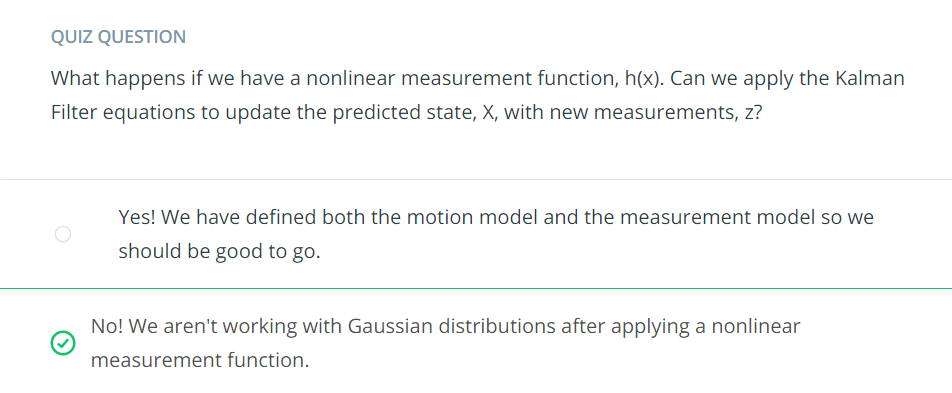 QUIZ QUESTION
What happens if we have a nonlinear measurement function, h(x). Can we apply the Kalman
Filter equations to update the predicted state, X, with new measurements, z?
Yes! We have defined both the motion model and the measurement model so we
should be good to go.
No! We aren't working with Gaussian distributions after applying a nonlinear
measurement function.